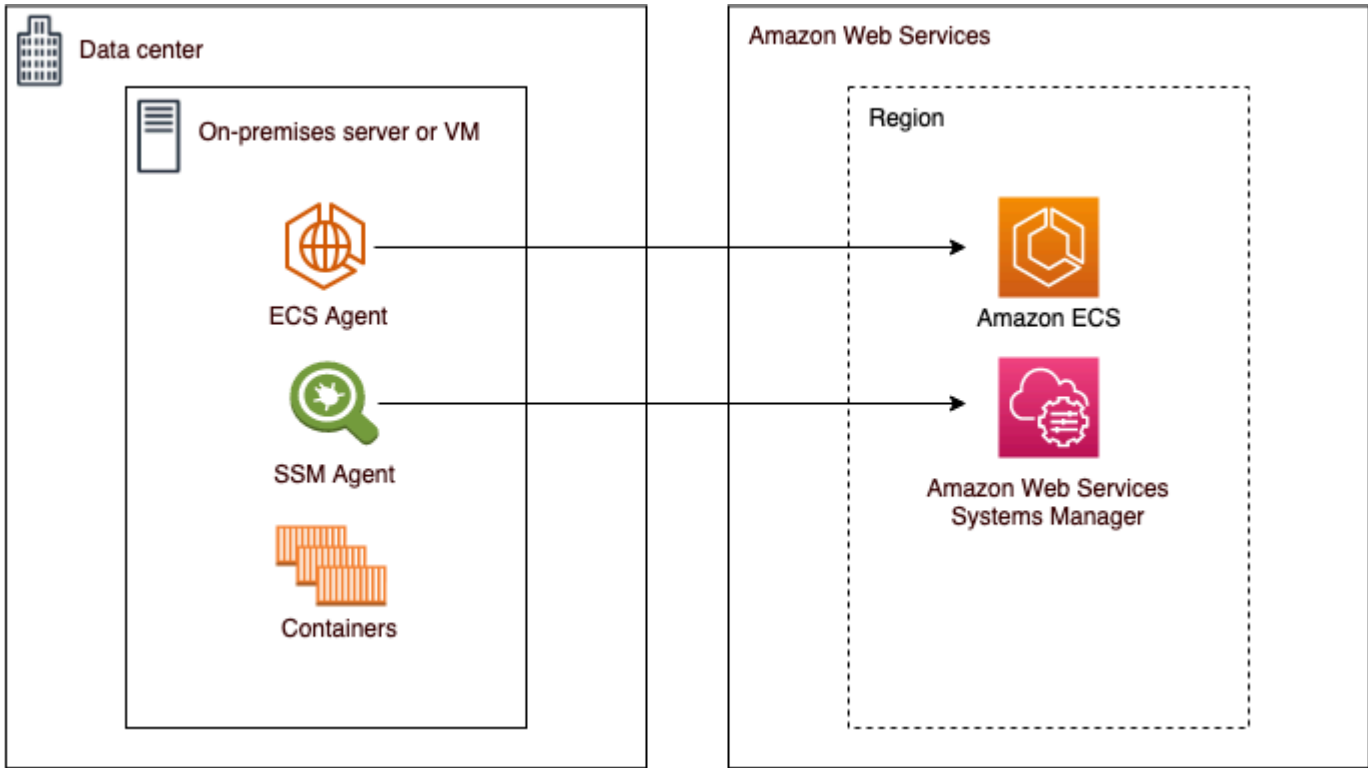 Data center
On-premises server or VM
ECS Agent
SSM Agent
Containers
Amazon Web Services
Region
Amazon ECS
Amazon Web Services
Systems Manager